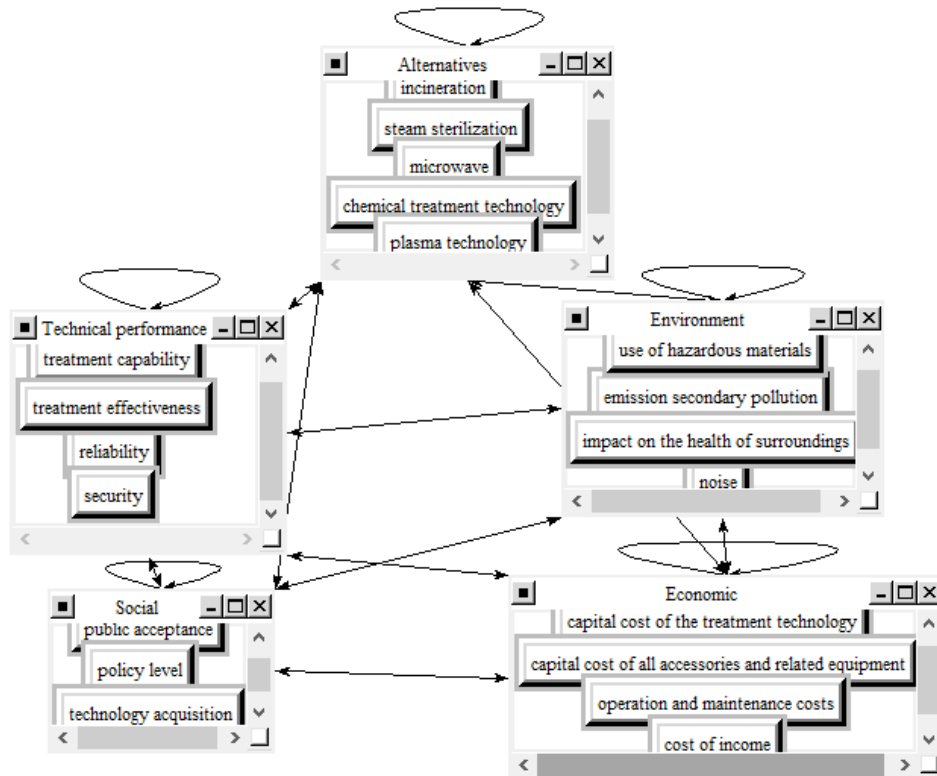 Alternatives
incineration
steam sterilization
microwave
chemical treatment technology
plasma technology
Technical performance
treatment capability
treatment effectiveness
reliability
security
Environment
use of hazardous materials
emission secondary pollution
impact on the health of surroundings
noise
Social
public acceptance
policy level
technology acquisition
Economic
capital cost of the treatment technology
capital cost of all accessories and related equipment
operation and maintenance costs
cost of income